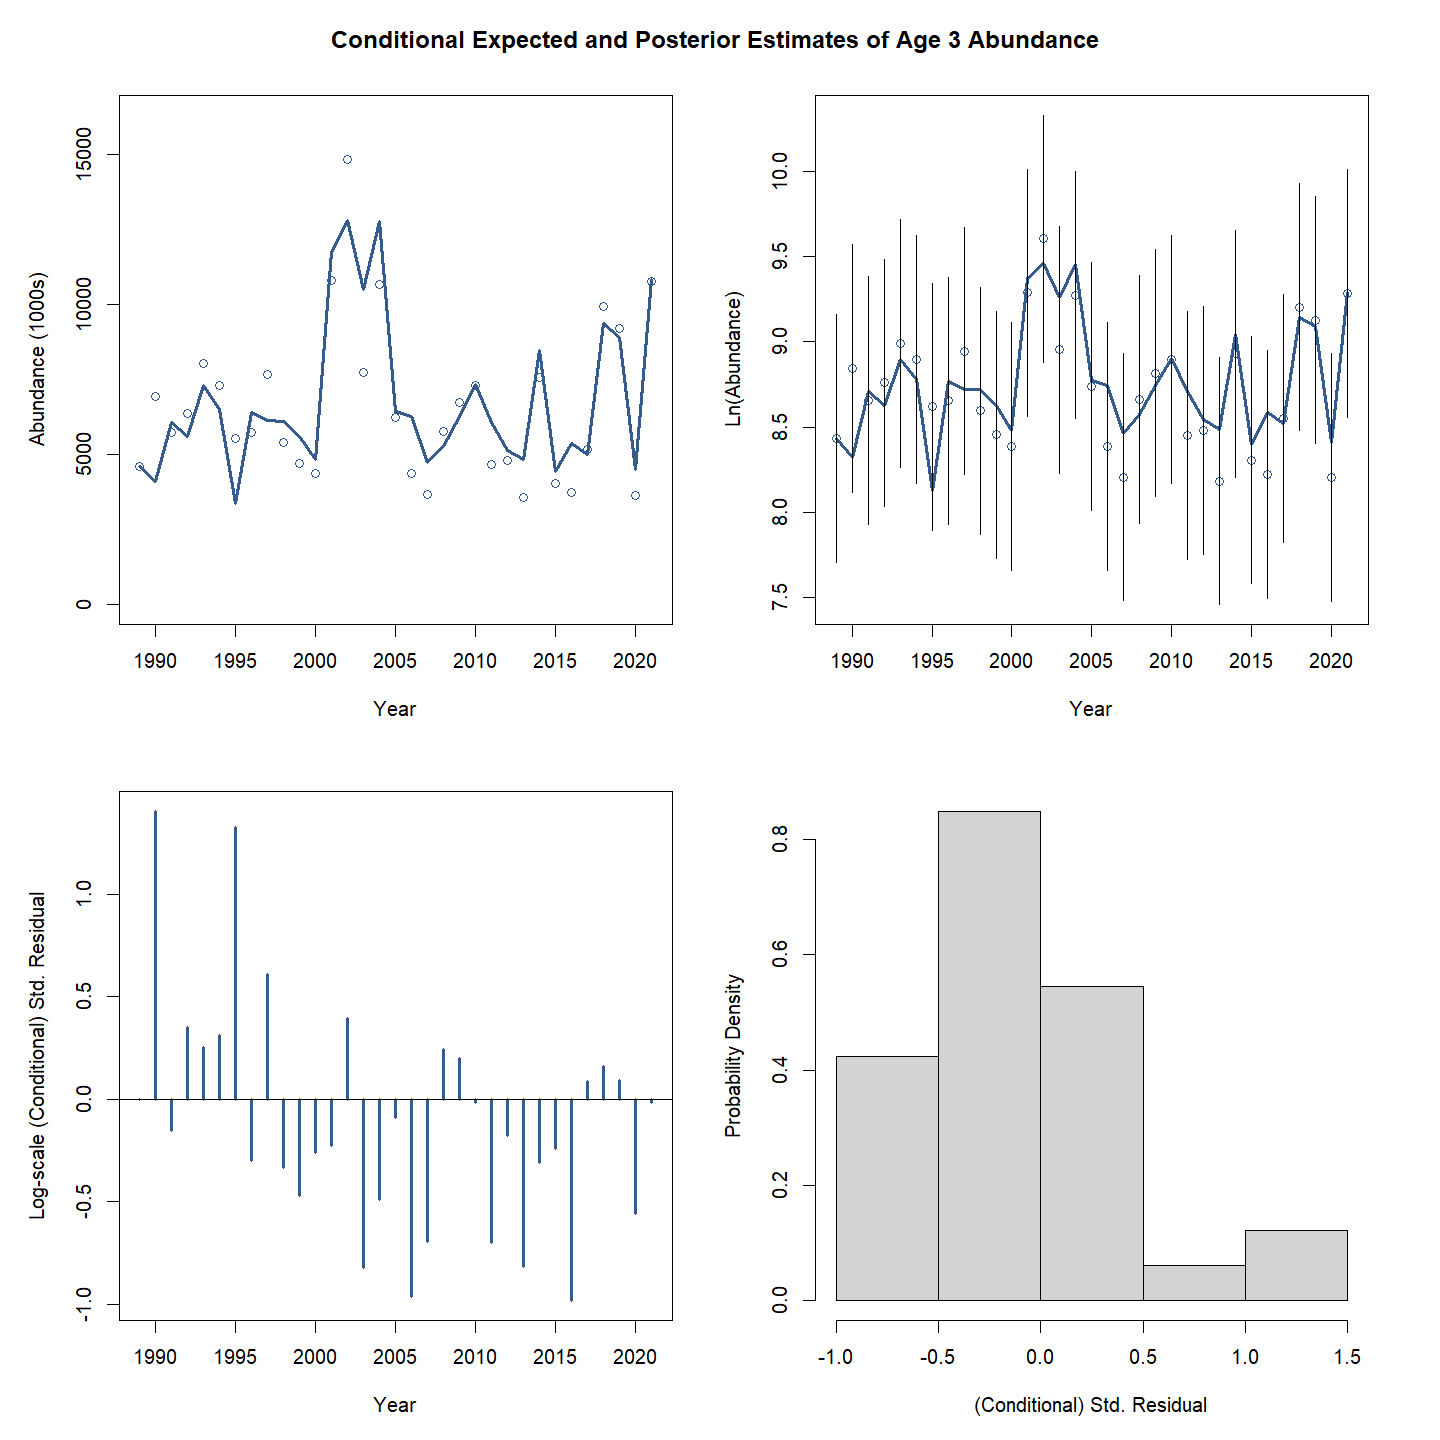 Conditional Expected and Posterior Estimates of Age 3 Abundance
Abundance (1000s)
15000
10000
5000
0
1990 1995 2000 2005 2010 2015 2020
Year
Ln(Abundance)
10.0
9.5
9.0
8.5
8.0
7.5
1990 1995 2000 2005 2010 2015 2020
Year
Log-scale (Conditional) Std. Residual
1.0
0.5
0.0
-0.5
-1.0
1990 1995 2000 2005 2010 2015 2020
Year
Probability Density
0.8
0.6
0.4
0.2
0.0
-1.0 -0.5 0.0 0.5 1.0 1.5
(Conditional) Std. Residual